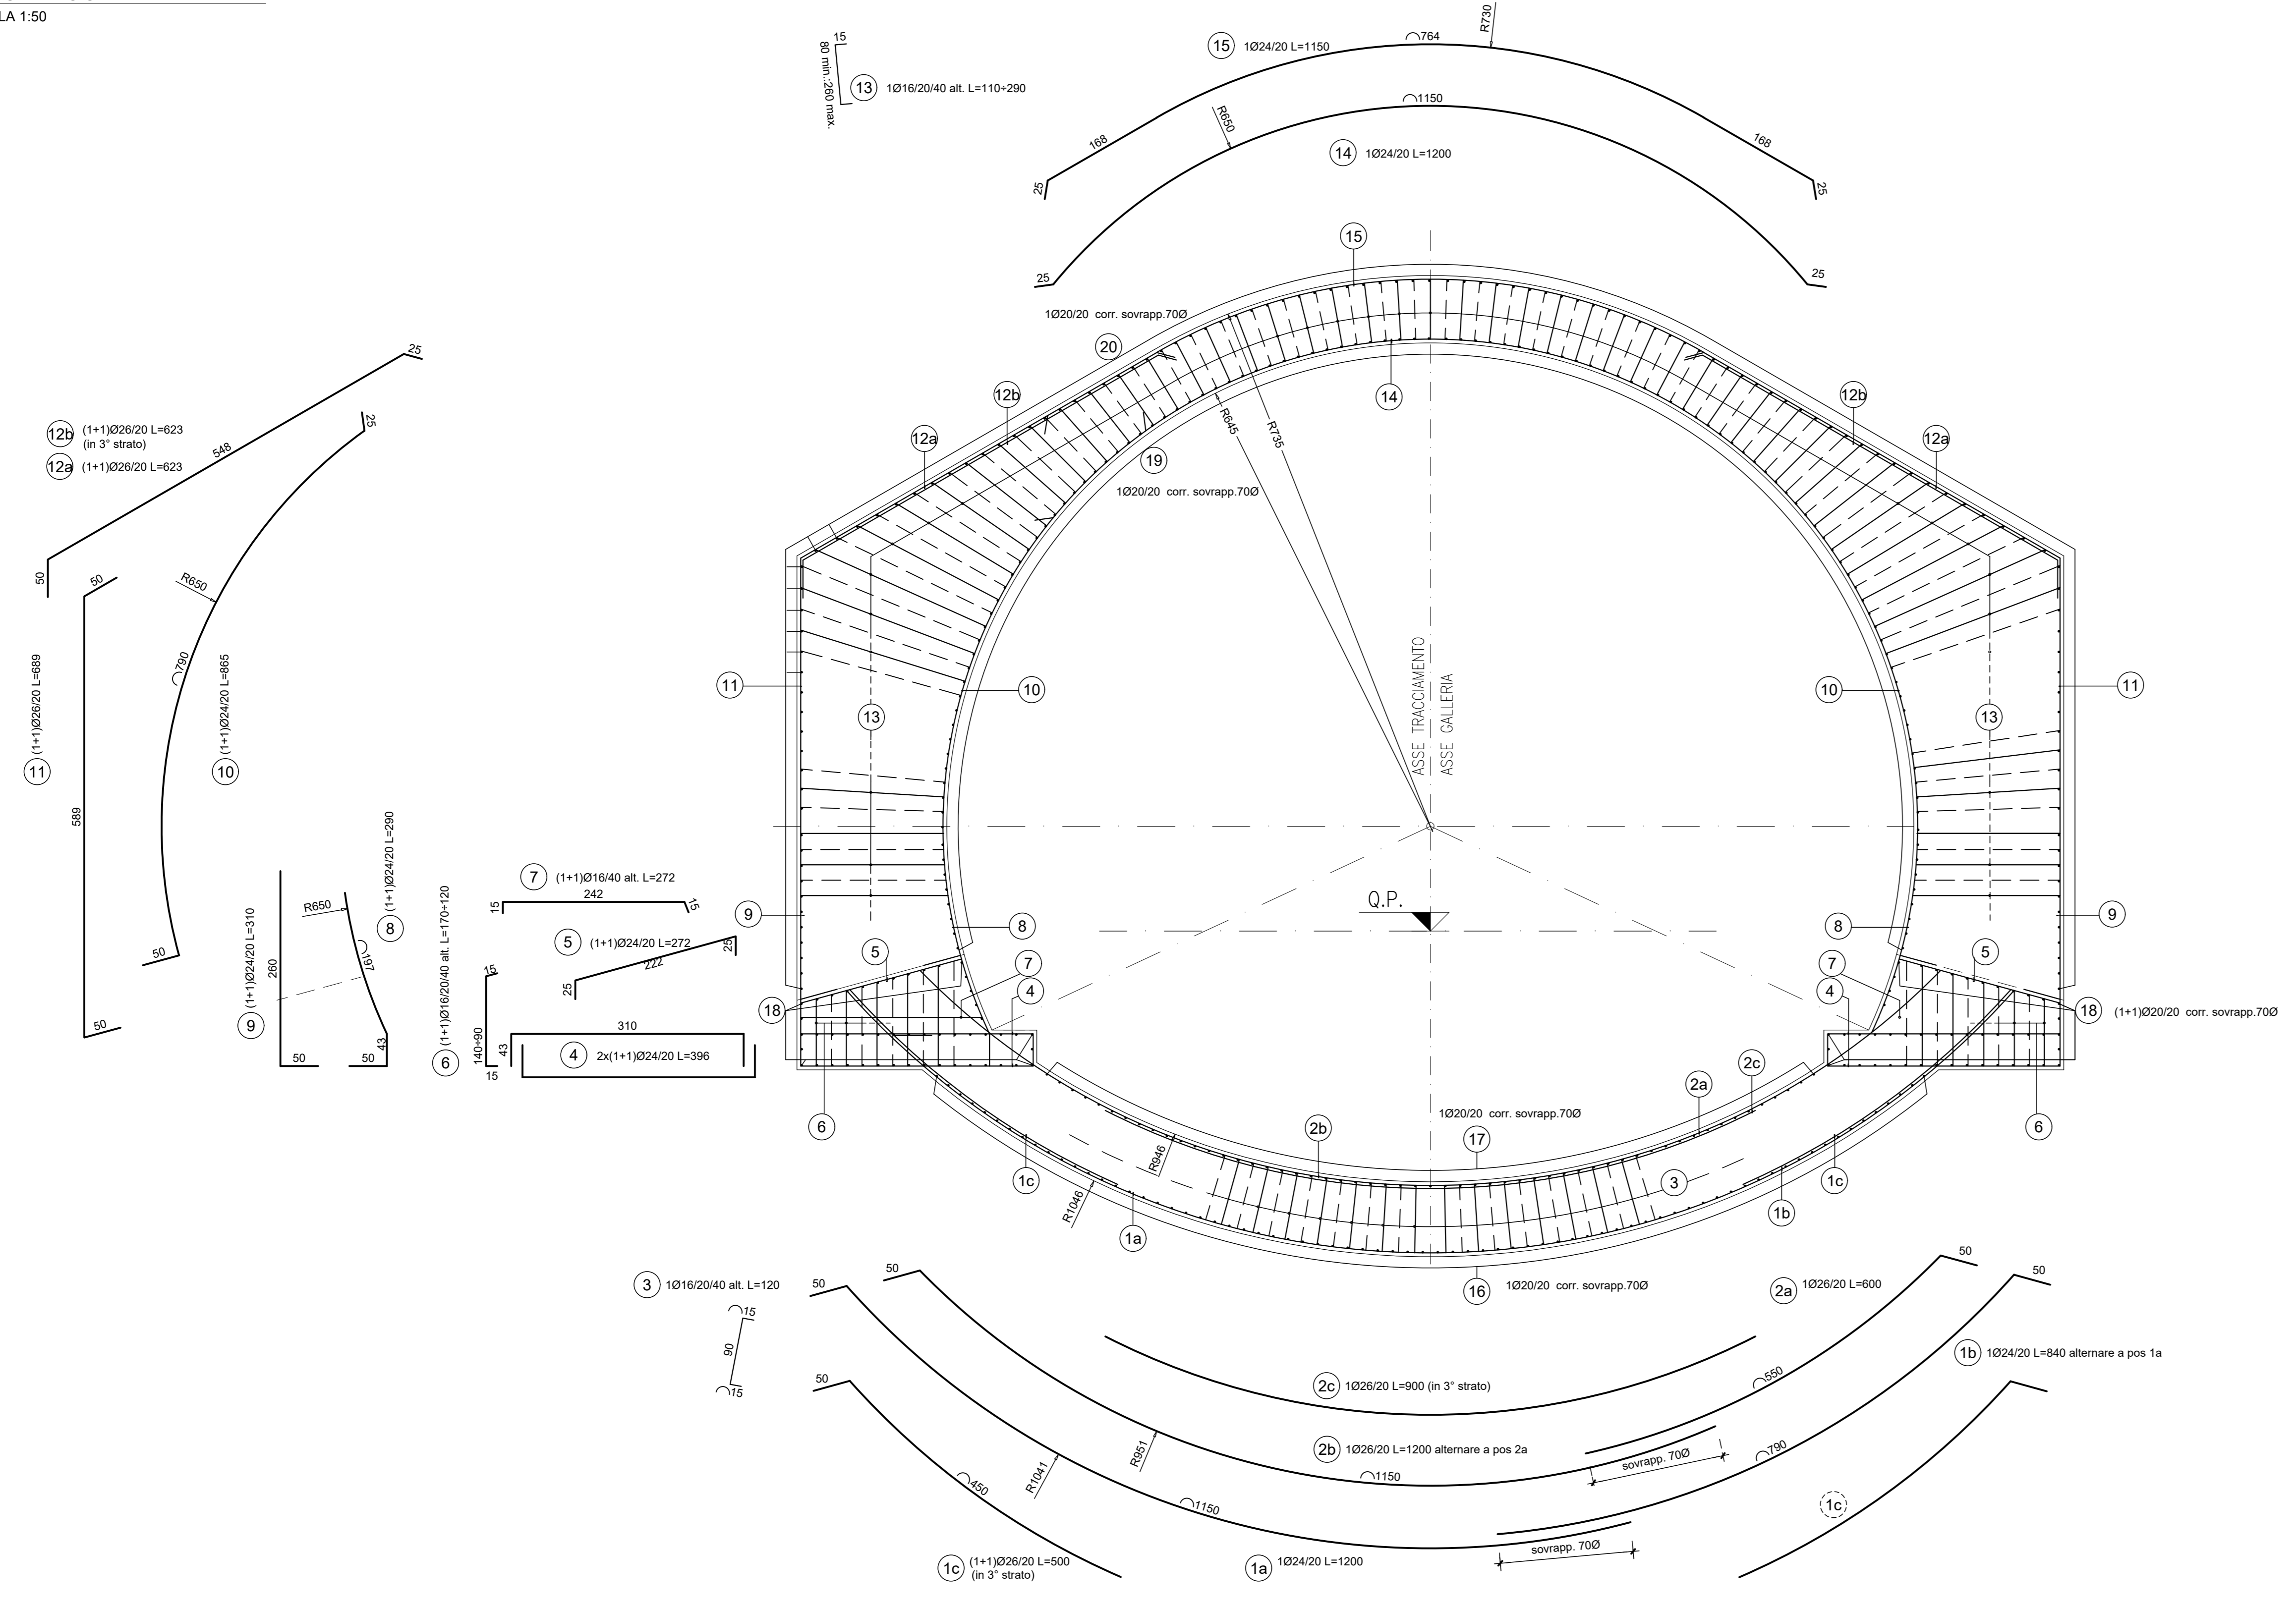 LA 1:50
15
80 min.:260 max.
13
1Ø16/20/40 alt. L=110÷290
15
1Ø24/20 L=1150
764
R730
168
168
25
25
1150
R650
14
1Ø24/20 L=1200
25
25
15
1Ø20/20 corr. sovrapp.70Ø
20
12b
12a
14
R645
R735
19
1Ø20/20 corr. sovrapp.70Ø
12b
12a
25
12b
(1+1)Ø26/20 L=623
(in 3° strato)
12a
(1+1)Ø26/20 L=623
548
50
25
R650
790
10
(1+1)Ø24/20 L=865
50
50
11
(1+1)Ø26/20 L=689
589
50
11
10
13
ASSE TRACCIAMENTO
ASSE GALLERIA
10
11
13
Q.P.
9
8
8
9
9
(1+1)Ø24/20 L=310
260
50
R650
197
8
(1+1)Ø24/20 L=290
43
50
6
(1+1)Ø16/20/40 alt. L=170÷120
15
140÷90
15
7
(1+1)Ø16/40 alt. L=272
242
15
15
5
(1+1)Ø24/20 L=272
222
25
25
310
43
4
2x(1+1)Ø24/20 L=396
5
7
4
18
6
5
7
4
18
(1+1)Ø20/20 corr. sovrapp.70Ø
6
2c
2a
2b
1Ø20/20 corr. sovrapp.70Ø
17
R946
R1046
1c
1a
3
1b
1c
16
1Ø20/20 corr. sovrapp.70Ø
3
1Ø16/20/40 alt. L=120
15
90
15
50
50
50
50
50
2a
1Ø26/20 L=600
550
1b
1Ø24/20 L=840 alternare a pos 1a
790
2c
1Ø26/20 L=900 (in 3° strato)
2b
1Ø26/20 L=1200 alternare a pos 2a
R951
1150
sovrapp. 70Ø
R1041
1150
sovrapp. 70Ø
450
1c
1c
(1+1)Ø26/20 L=500
(in 3° strato)
1a
1Ø24/20 L=1200